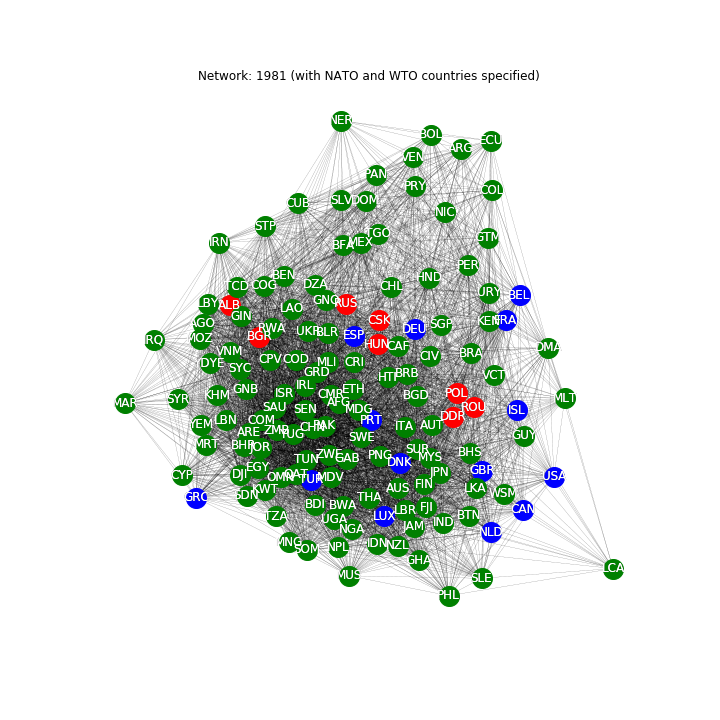 Network: 1981 (with NATO and WTO countries specified)
NER
BOL
ECU
ARG
VEN
PAN
PRY
COL
CUB
SLV
DOM
NIC
STP
TGO
GTM
IRN
BFA
MEX
PER
BEN
HND
TCD
COG
DZA
CHL
URY
BEL
GNQ
LBY
ALB
RUS
LAO
GIN
CSK
KEN
FRA
AGO
RWA
UKR
BLR
DEU
SGP
MOZ
BGR
ESP
IRQ
HUN
CAF
DMA
VNM
BRA
CIV
YDYE
SYC
CPV
COD
MLI
CRI
GRD
HTI
BRB
VCT
IRL
GNB
ETH
KHM
ISR
CMR
BGD
POL
MLT
SYR
MAR
AFG
SAU
SEN
MDG
ROU
ISL
DDR
LBN
COM
PRT
YEM
CHN
PAK
ITA
AUT
ARE
ZMB
YUG
SWE
GUY
MRT
BHR
JOR
SUR
BHS
ZWE
GAB
PNG
MYS
TUN
DNK
EGY
GBR
CYP
DJI
QAT
OMN
TUR
MDV
JPN
USA
KWT
FIN
AUS
LKA
WSM
GRC
SDN
THA
BDI
BWA
FJI
LBR
CAN
TZA
LUX
BTN
UGA
IND
NGA
JAM
NLD
MNG
SOM
NPL
IDN
NZL
GHA
LCA
MUS
SLE
PHL